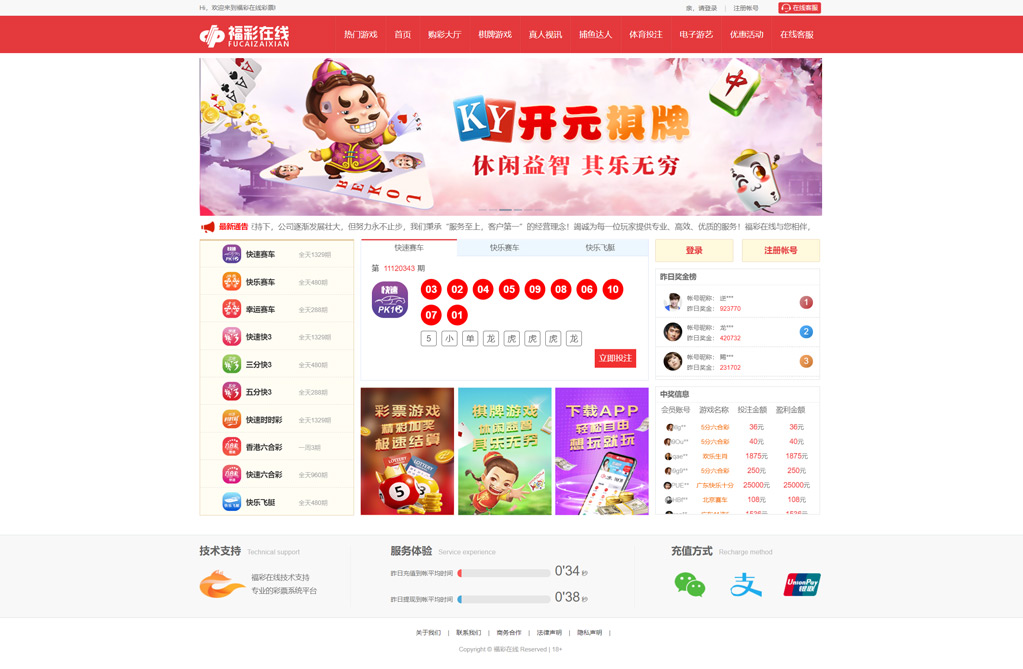 Hi，欢迎来到福彩在线彩票!
亲，请登录 | 注册帐号 在线客服
福彩在线
FUCAIZAIXIAN
热门游戏 首页 购彩大厅 棋牌游戏 真人视讯 捕鱼达人 体育投注 电子游艺 优惠活动 在线客服
KY开元棋牌
休闲益智 其乐无穷
最新通告 持下，公司逐渐发展壮大，但努力永不止步，我们秉承“服务至上，客户第一”的经营理念！竭诚为每一位玩家提供专业、高效、优质的服务！福彩在线与您相伴，
快速赛车 全天1329期
快乐赛车 全天480期
幸运赛车 全天288期
快速快3 全天1329期
三分快3 全天480期
五分快3 全天288期
快速时时彩 全天1329期
香港六合彩 一周3期
快速六合彩 全天960期
快乐飞艇 全天480期
快速赛车 快乐赛车 快乐飞艇
第 11120343 期
快速
PK10
03 02 04 05 09 08 06 10
07 01
5 小 单 龙 虎 虎 虎 龙
立即投注
彩票游戏
精彩加奖
极速结算
棋牌游戏
休闲益智
其乐无穷
下载APP
轻松自由
想玩就玩
登录 注册帐号
昨日奖金榜
帐号昵称： 进***
昨日奖金： 923770
1
帐号昵称： 龙***
昨日奖金： 420732
2
帐号昵称：
昨日奖金： 231702
3
中奖信息
会员账号 游戏名称 投注金额 盈利金额
5分六合彩 36元 36元
5分六合彩 40元 40元
欢乐生肖 1875元 1875元
5分六合彩 250元 250元
广东快乐十分 25000元 25000元
北京赛车 108元 108元
技术支持 Technical support
福彩在线技术支持
专业的彩票系统平台
服务体验 Service experience
昨日充值到帐平均时间 0'34 秒
昨日提现到帐平均时间 0'38 秒
充值方式 Recharge method
支
UnionPay
银联
关于我们 | 联系我们 | 商务合作 | 法律声明 | 隐私声明 |
Copyright © 福彩在线 Reserved | 18+